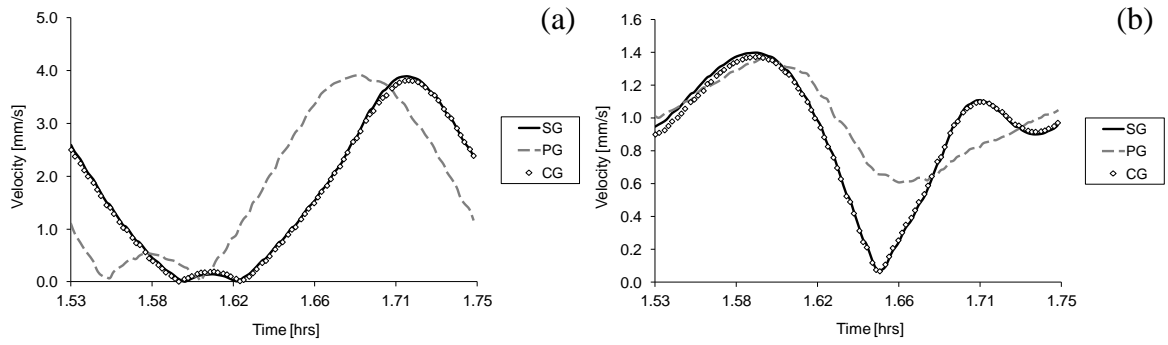 (a)
5.0
4.0
3.0
2.0
1.0
0.0
Velocity [mm/s]
1.53 1.58 1.62 1.66 1.71 1.75
Time [hrs]
SG
PG
CG
(b)
1.6
1.4
1.2
1.0
0.8
0.6
0.4
0.2
0.0
Velocity [mm/s]
1.53 1.58 1.62 1.66 1.71 1.75
Time [hrs]
SG
PG
CG